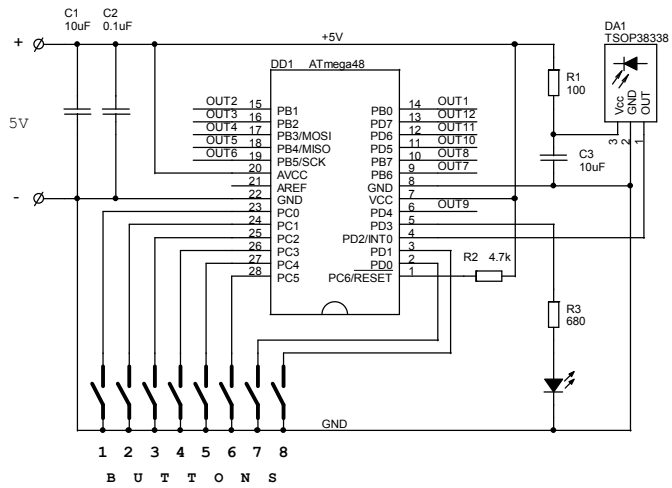 C1
10uF
C2
0.1uF
+
+5V
5V
-
DD1 ATmega48
OUT2 15 PB1
OUT3 16 PB2
OUT4 17 PB3/MOSI
OUT5 18 PB4/MISO
OUT6 19 PB5/SCK
20 AVCC
21 AREF
22 GND
23 PC0
24 PC1
25 PC2
26 PC3
27 PC4
28 PC5
PB0 14 OUT1
PD7 13 OUT12
PD6 12 OUT11
PD5 11 OUT10
PB7 10 OUT8
PB6 9 OUT7
GND 8
VCC 7
PD4 6 OUT9
PD3 5
PD2/INT0 4
PD1 3
PD0 2
PC6/RESET 1
R2 4.7k
R1
100
C3
10uF
R3
680
DA1
TSOP38338
Vcc
GND
OUT
3 2 1
GND
1 2 3 4 5 6 7 8
B U T T O N S